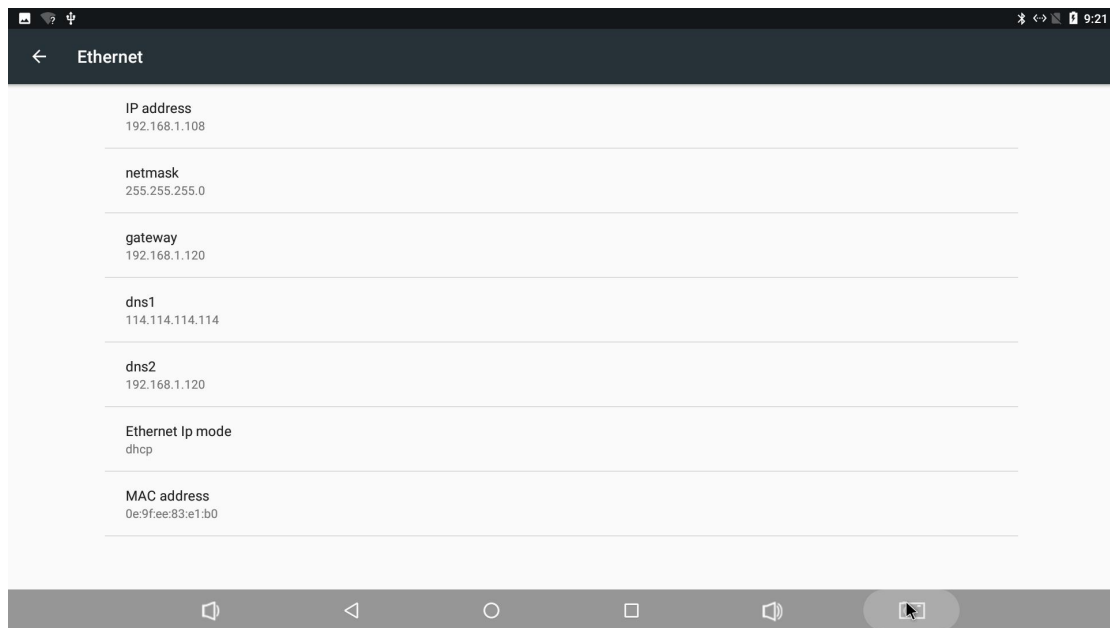 9:21
Ethernet
IP address
192.168.1.108
netmask
255.255.255.0
gateway
192.168.1.120
dns1
114.114.114.114
dns2
192.168.1.120
Ethernet Ip mode
dhcp
MAC address
0e:9f:ee:83:e1:b0